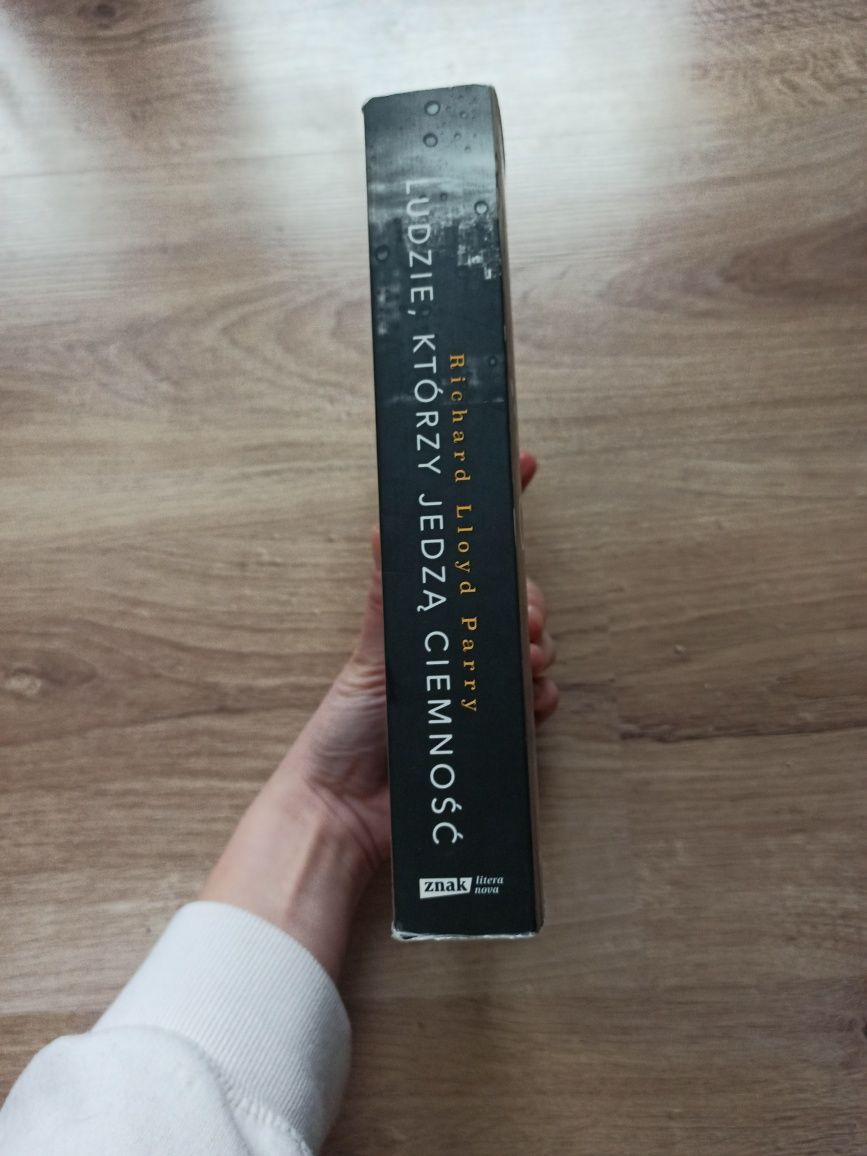 Richard Lloyd Parry
LUDZIE, KTÓRZY JEDZĄ CIEMNOŚĆ
znak
litera
nova